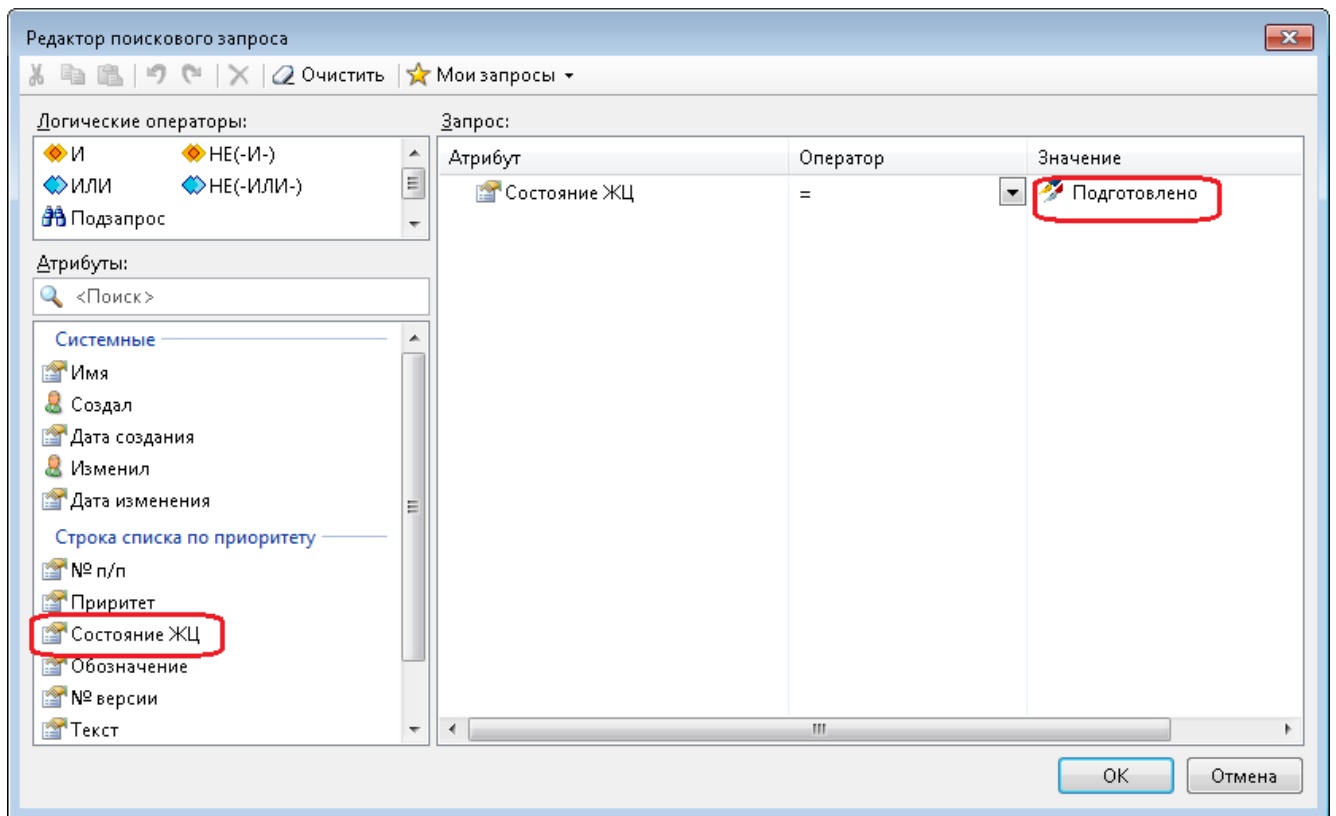 Редактор поискового запроса
Очистить Мои запросы
Логические операторы:
И НЕ(-И-)
ИЛИ НЕ(-ИЛИ-)
Подзапрос
Атрибуты:
<Поиск>
Системные
Имя
Создал
Дата создания
Изменил
Дата изменения
Строка списка по приоритету
№ п/п
Приритет
Состояние ЖЦ
Обозначение
№ версии
Текст
Запрос:
Атрибут Оператор Значение
Состояние ЖЦ = Подготовлено
ОК Отмена